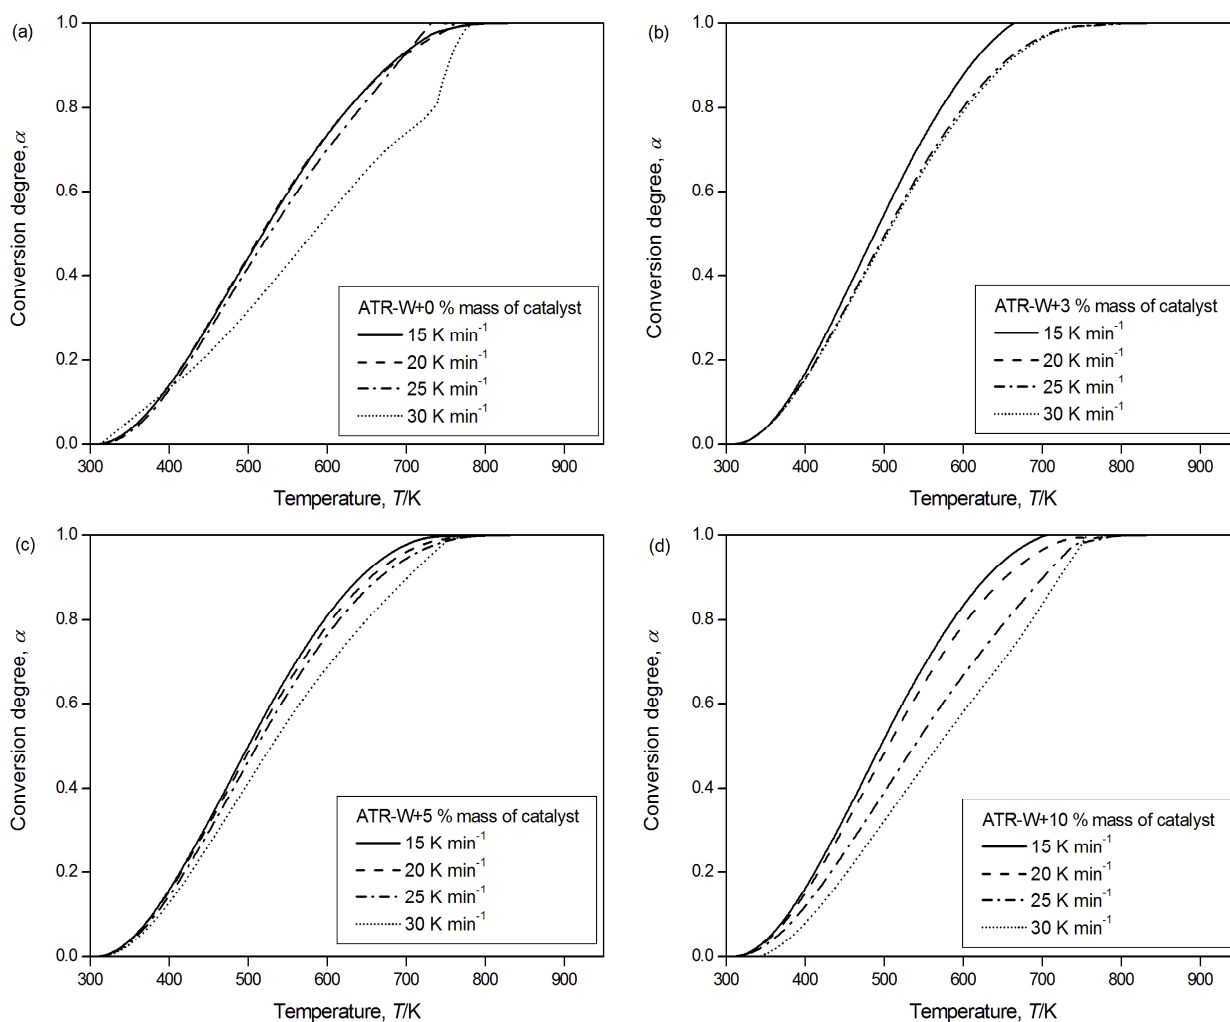 (a)
Conversion degree,α
1.0
0.8
0.6
0.4
0.2
0.0
ATR-W+0 % mass of catalyst
15 K min⁻¹
20 K min⁻¹
25 K min⁻¹
30 K min⁻¹
300 400 500 600 700 800 900
Temperature, T/K
(b)
Conversion degree, α
1.0
0.8
0.6
0.4
0.2
0.0
ATR-W+3 % mass of catalyst
15 K min⁻¹
20 K min⁻¹
25 K min⁻¹
30 K min⁻¹
300 400 500 600 700 800 900
Temperature, T/K
(c)
Conversion degree, α
1.0
0.8
0.6
0.4
0.2
0.0
ATR-W+5 % mass of catalyst
15 K min⁻¹
20 K min⁻¹
25 K min⁻¹
30 K min⁻¹
300 400 500 600 700 800 900
Temperature, T/K
(d)
Conversion degree, α
1.0
0.8
0.6
0.4
0.2
0.0
ATR-W+10 % mass of catalyst
15 K min⁻¹
20 K min⁻¹
25 K min⁻¹
30 K min⁻¹
300 400 500 600 700 800 900
Temperature, T/K